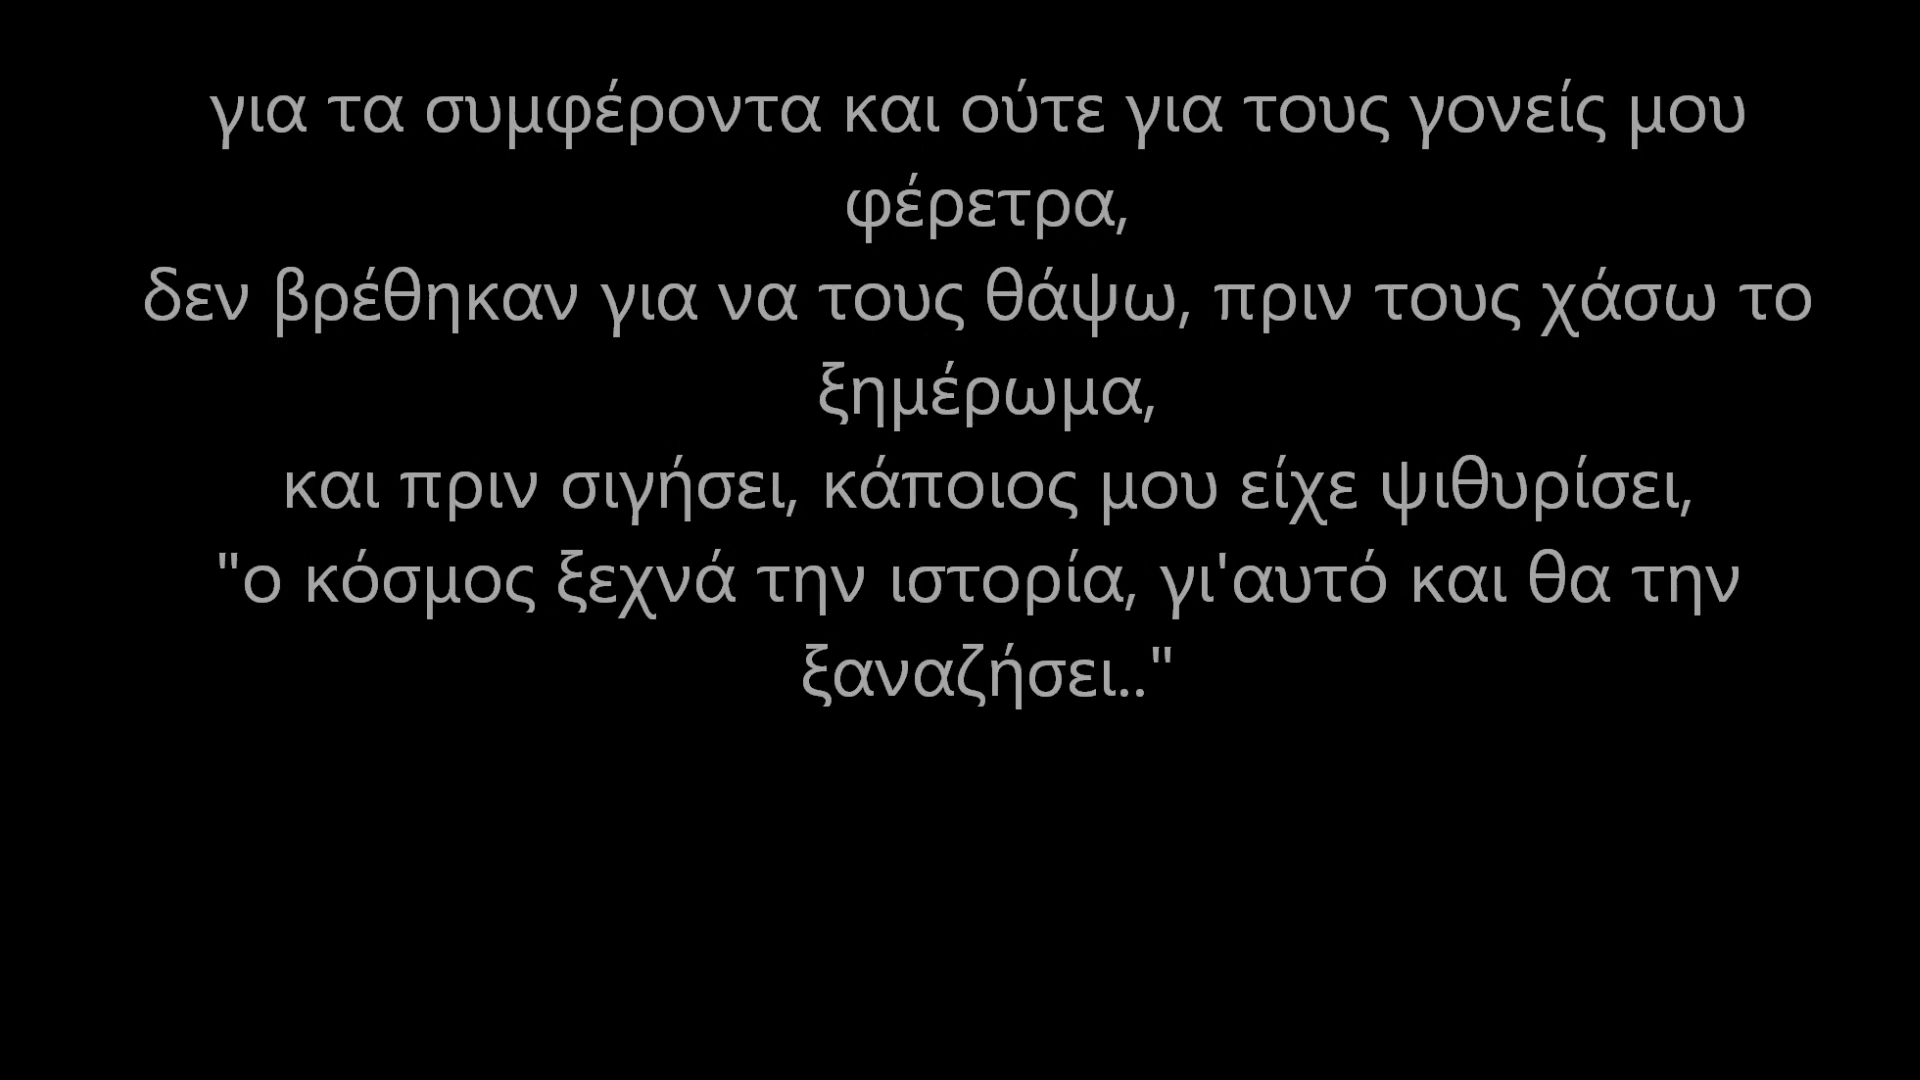 για τα συμφέροντα και ούτε για τους γονείς μου
φέρετρα,
δεν βρέθηκαν για να τους θάψω, πριν τους χάσω το
ξημέρωμα,
και πριν σιγήσει, κάποιος μου είχε ψιθυρίσει,
"ο κόσμος ξεχνά την ιστορία, γι'αυτό και θα την
ξαναζήσει.."